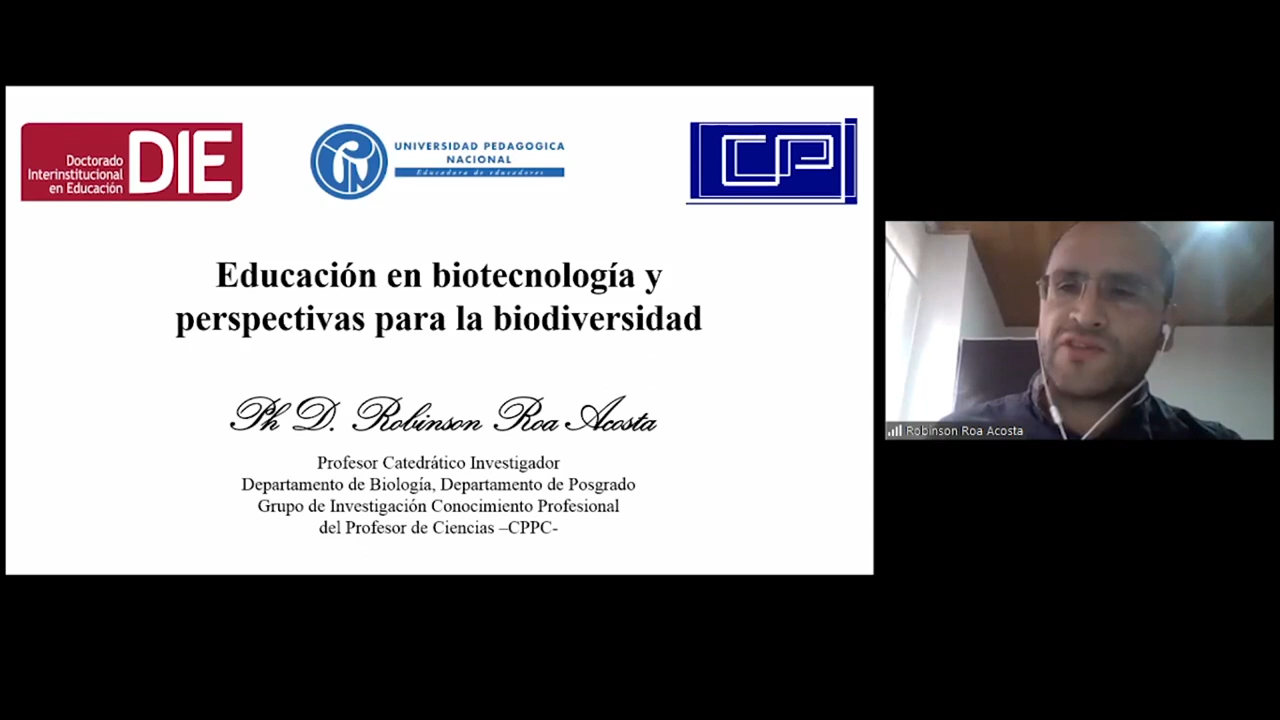 Doctorado
Interinstitucional
en Educación
DIE
UNIVERSIDAD PEDAGOGICA
NACIONAL
Educadora de educadores
CP
Educación en biotecnología y
perspectivas para la biodiversidad
Ph D. Robinson Roa Acosta
Profesor Catedrático Investigador
Departamento de Biología, Departamento de Posgrado
Grupo de Investigación Conocimiento Profesional
del Profesor de Ciencias –CPPC-
Robinson Roa Acosta